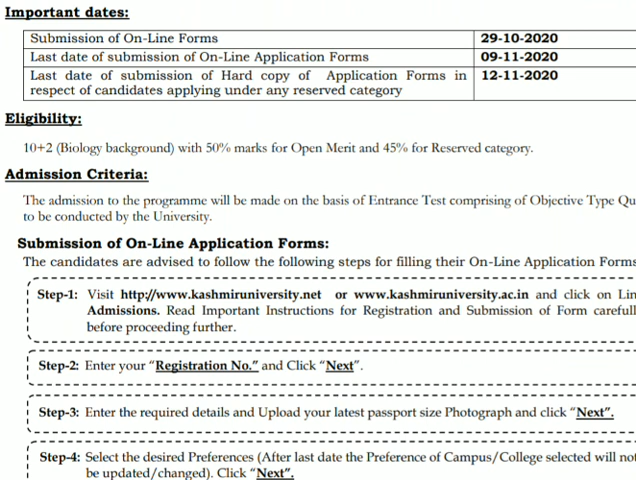 Important dates:
Submission of On-Line Forms 29-10-2020
Last date of submission of On-Line Application Forms 09-11-2020
Last date of submission of Hard copy of Application Forms in 12-11-2020
respect of candidates applying under any reserved category
Eligibility:
10+2 (Biology background) with 50% marks for Open Merit and 45% for Reserved category.
Admission Criteria:
The admission to the programme will be made on the basis of Entrance Test comprising of Objective Type Qu
to be conducted by the University.
Submission of On-Line Application Forms:
The candidates are advised to follow the following steps for filling their On-Line Application Forms
Step-1: Visit http://www.kashmiruniversity.net or www.kashmiruniversity.ac.in and click on Lin
Admissions. Read Important Instructions for Registration and Submission of Form carefull
before proceeding further.
Step-2: Enter your "Registration No." and Click "Next".
Step-3: Enter the required details and Upload your latest passport size Photograph and click "Next".
Step-4: Select the desired Preferences (After last date the Preference of Campus/College selected will not
be updated/changed). Click "Next".